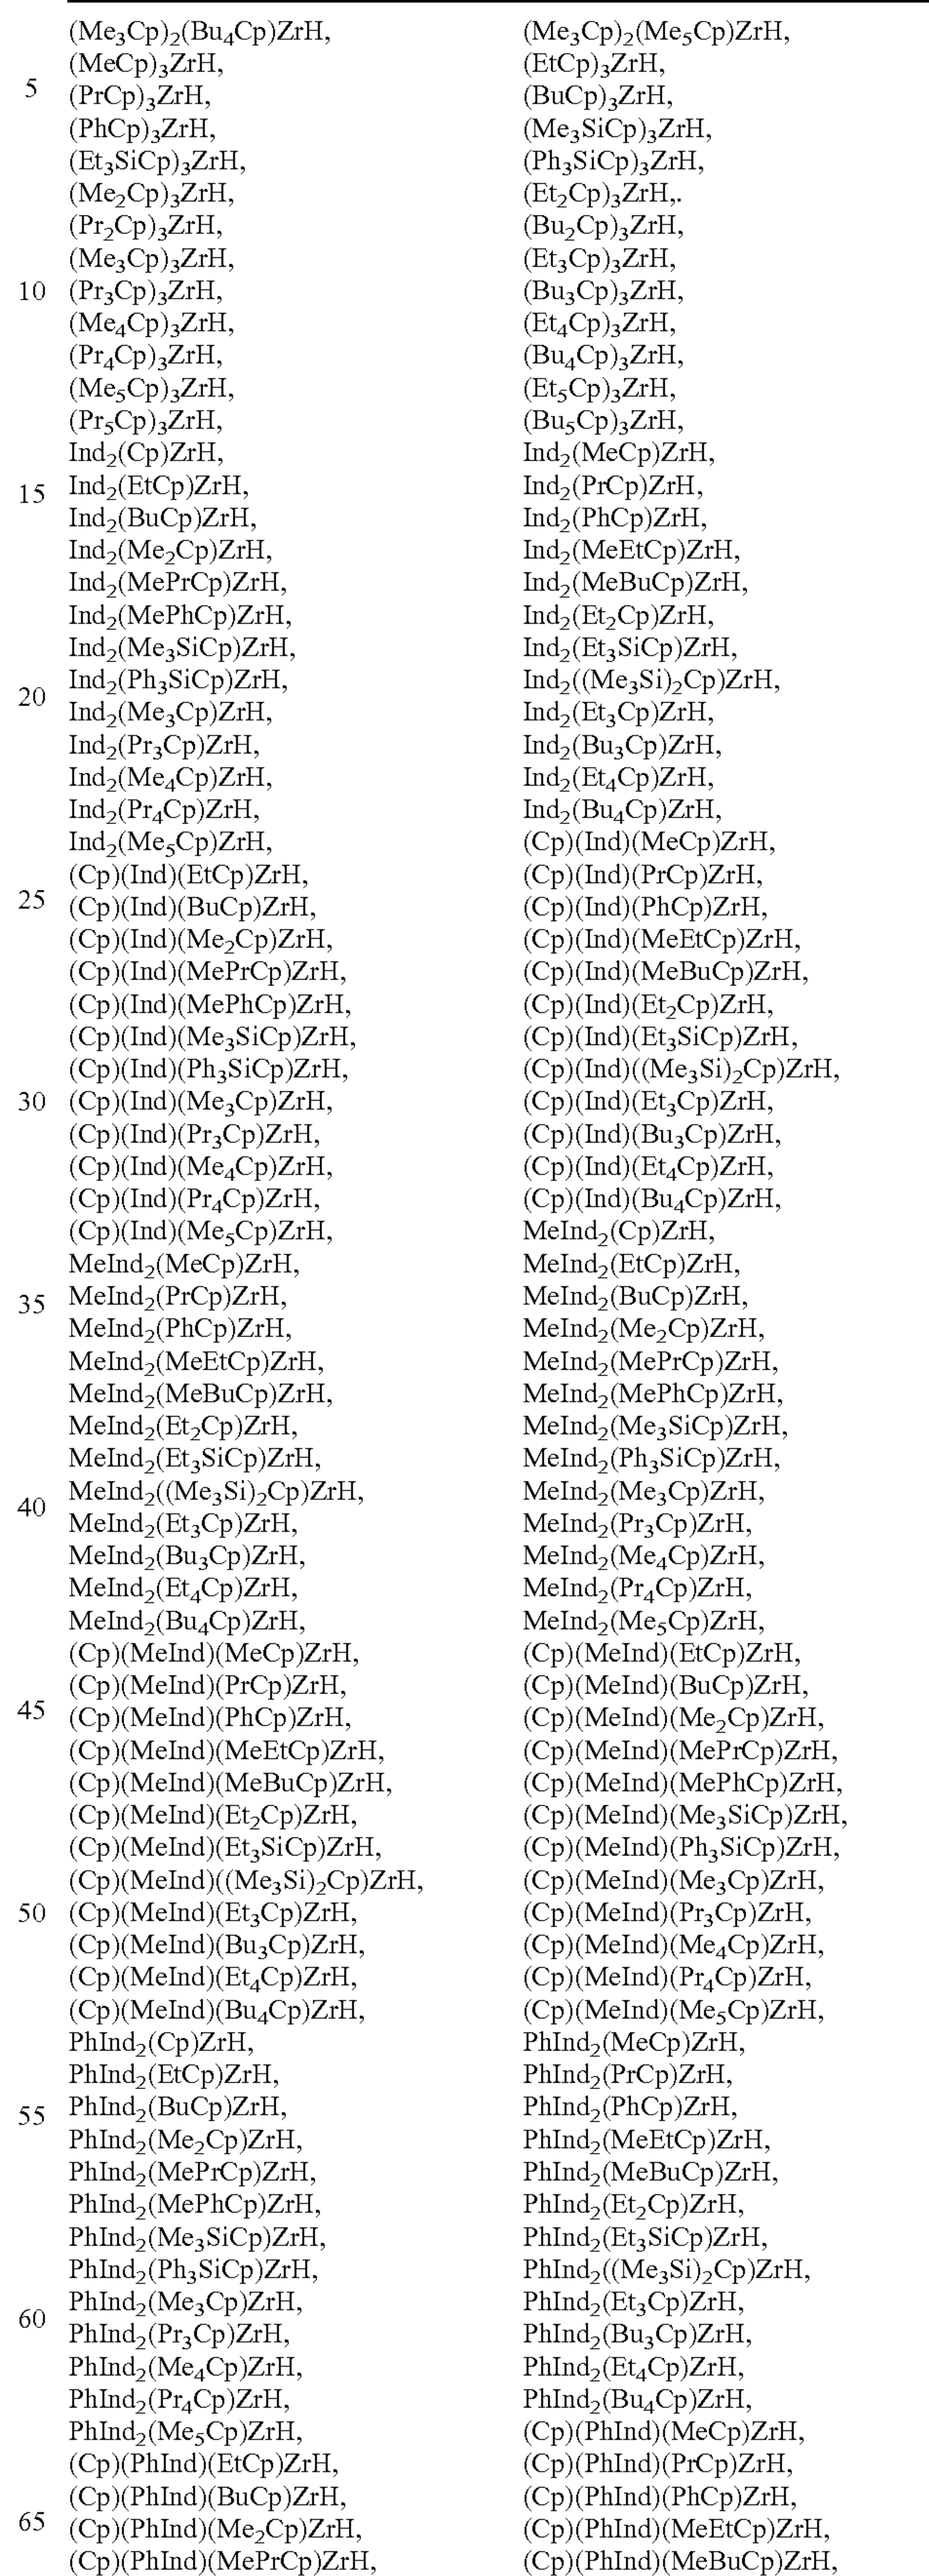 (Me₃Cp)₂(Bu₄Cp)ZrH, (Me₃Cp)₂(Me₅Cp)ZrH,
(MeCp)₃ZrH, (EtCp)₃ZrH,
5 (PrCp)₃ZrH, (BuCp)₃ZrH,
(PhCp)₃ZrH, (Me₃SiCp)₃ZrH,
(Et₃SiCp)₃ZrH, (Ph₃SiCp)₃ZrH,
(Me₂Cp)₃ZrH, (Et₂Cp)₃ZrH,.
(Pr₂Cp)₃ZrH, (Bu₂Cp)₃ZrH,
(Me₃Cp)₃ZrH, (Et₃Cp)₃ZrH,
10 (Pr₃Cp)₃ZrH, (Bu₃Cp)₃ZrH,
(Me₄Cp)₃ZrH, (Et₄Cp)₃ZrH,
(Pr₄Cp)₃ZrH, (Bu₄Cp)₃ZrH,
(Me₅Cp)₃ZrH, (Et₅Cp)₃ZrH,
(Pr₅Cp)₃ZrH, (Bu₅Cp)₃ZrH,
Ind₂(Cp)ZrH, Ind₂(MeCp)ZrH,
15 Ind₂(EtCp)ZrH, Ind₂(PrCp)ZrH,
Ind₂(BuCp)ZrH, Ind₂(PhCp)ZrH,
Ind₂(Me₂Cp)ZrH, Ind₂(MeEtCp)ZrH,
Ind₂(MePrCp)ZrH, Ind₂(MeBuCp)ZrH,
Ind₂(MePhCp)ZrH, Ind₂(Et₂Cp)ZrH,
Ind₂(Me₃SiCp)ZrH, Ind₂(Et₃SiCp)ZrH,
20 Ind₂(Ph₃SiCp)ZrH, Ind₂((Me₃Si)₂Cp)ZrH,
Ind₂(Me₃Cp)ZrH, Ind₂(Et₃Cp)ZrH,
Ind₂(Pr₃Cp)ZrH, Ind₂(Bu₃Cp)ZrH,
Ind₂(Me₄Cp)ZrH, Ind₂(Et₄Cp)ZrH,
Ind₂(Pr₄Cp)ZrH, Ind₂(Bu₄Cp)ZrH,
Ind₂(Me₅Cp)ZrH, (Cp)(Ind)(MeCp)ZrH,
25 (Cp)(Ind)(EtCp)ZrH, (Cp)(Ind)(PrCp)ZrH,
(Cp)(Ind)(BuCp)ZrH, (Cp)(Ind)(PhCp)ZrH,
(Cp)(Ind)(Me₂Cp)ZrH, (Cp)(Ind)(MeEtCp)ZrH,
(Cp)(Ind)(MePrCp)ZrH, (Cp)(Ind)(MeBuCp)ZrH,
(Cp)(Ind)(MePhCp)ZrH, (Cp)(Ind)(Et₂Cp)ZrH,
(Cp)(Ind)(Me₃SiCp)ZrH, (Cp)(Ind)(Et₃SiCp)ZrH,
(Cp)(Ind)(Ph₃SiCp)ZrH, (Cp)(Ind)((Me₃Si)₂Cp)ZrH,
30 (Cp)(Ind)(Me₃Cp)ZrH, (Cp)(Ind)(Et₃Cp)ZrH,
(Cp)(Ind)(Pr₃Cp)ZrH, (Cp)(Ind)(Bu₃Cp)ZrH,
(Cp)(Ind)(Me₄Cp)ZrH, (Cp)(Ind)(Et₄Cp)ZrH,
(Cp)(Ind)(Pr₄Cp)ZrH, (Cp)(Ind)(Bu₄Cp)ZrH,
(Cp)(Ind)(Me₅Cp)ZrH, MeInd₂(Cp)ZrH,
MeInd₂(MeCp)ZrH, MeInd₂(EtCp)ZrH,
35 MeInd₂(PrCp)ZrH, MeInd₂(BuCp)ZrH,
MeInd₂(PhCp)ZrH, MeInd₂(Me₂Cp)ZrH,
MeInd₂(MeEtCp)ZrH, MeInd₂(MePrCp)ZrH,
MeInd₂(MeBuCp)ZrH, MeInd₂(MePhCp)ZrH,
MeInd₂(Et₂Cp)ZrH, MeInd₂(Me₃SiCp)ZrH,
MeInd₂(Et₃SiCp)ZrH, MeInd₂(Ph₃SiCp)ZrH,
40 MeInd₂((Me₃Si)₂Cp)ZrH, MeInd₂(Me₃Cp)ZrH,
MeInd₂(Et₃Cp)ZrH, MeInd₂(Pr₃Cp)ZrH,
MeInd₂(Bu₃Cp)ZrH, MeInd₂(Me₄Cp)ZrH,
MeInd₂(Et₄Cp)ZrH, MeInd₂(Pr₄Cp)ZrH,
MeInd₂(Bu₄Cp)ZrH, MeInd₂(Me₅Cp)ZrH,
(Cp)(MeInd)(MeCp)ZrH, (Cp)(MeInd)(EtCp)ZrH,
45 (Cp)(MeInd)(PrCp)ZrH, (Cp)(MeInd)(BuCp)ZrH,
(Cp)(MeInd)(PhCp)ZrH, (Cp)(MeInd)(Me₂Cp)ZrH,
(Cp)(MeInd)(MeEtCp)ZrH, (Cp)(MeInd)(MePrCp)ZrH,
(Cp)(MeInd)(MeBuCp)ZrH, (Cp)(MeInd)(MePhCp)ZrH,
(Cp)(MeInd)(Et₂Cp)ZrH, (Cp)(MeInd)(Me₃SiCp)ZrH,
(Cp)(MeInd)(Et₃SiCp)ZrH, (Cp)(MeInd)(Ph₃SiCp)ZrH,
(Cp)(MeInd)((Me₃Si)₂Cp)ZrH, (Cp)(MeInd)(Me₃Cp)ZrH,
50 (Cp)(MeInd)(Et₃Cp)ZrH, (Cp)(MeInd)(Pr₃Cp)ZrH,
(Cp)(MeInd)(Bu₃Cp)ZrH, (Cp)(MeInd)(Me₄Cp)ZrH,
(Cp)(MeInd)(Et₄Cp)ZrH, (Cp)(MeInd)(Pr₄Cp)ZrH,
(Cp)(MeInd)(Bu₄Cp)ZrH, (Cp)(MeInd)(Me₅Cp)ZrH,
PhInd₂(Cp)ZrH, PhInd₂(MeCp)ZrH,
PhInd₂(EtCp)ZrH, PhInd₂(PrCp)ZrH,
55 PhInd₂(BuCp)ZrH, PhInd₂(PhCp)ZrH,
PhInd₂(Me₂Cp)ZrH, PhInd₂(MeEtCp)ZrH,
PhInd₂(MePrCp)ZrH, PhInd₂(MeBuCp)ZrH,
PhInd₂(MePhCp)ZrH, PhInd₂(Et₂Cp)ZrH,
PhInd₂(Me₃SiCp)ZrH, PhInd₂(Et₃SiCp)ZrH,
PhInd₂(Ph₃SiCp)ZrH, PhInd₂((Me₃Si)₂Cp)ZrH,
60 PhInd₂(Me₃Cp)ZrH, PhInd₂(Et₃Cp)ZrH,
PhInd₂(Pr₃Cp)ZrH, PhInd₂(Bu₃Cp)ZrH,
PhInd₂(Me₄Cp)ZrH, PhInd₂(Et₄Cp)ZrH,
PhInd₂(Pr₄Cp)ZrH, PhInd₂(Bu₄Cp)ZrH,
PhInd₂(Me₅Cp)ZrH, (Cp)(PhInd)(MeCp)ZrH,
(Cp)(PhInd)(EtCp)ZrH, (Cp)(PhInd)(PrCp)ZrH,
(Cp)(PhInd)(BuCp)ZrH, (Cp)(PhInd)(PhCp)ZrH,
65 (Cp)(PhInd)(Me₂Cp)ZrH, (Cp)(PhInd)(MeEtCp)ZrH,
(Cp)(PhInd)(MePrCp)ZrH, (Cp)(PhInd)(MeBuCp)ZrH,